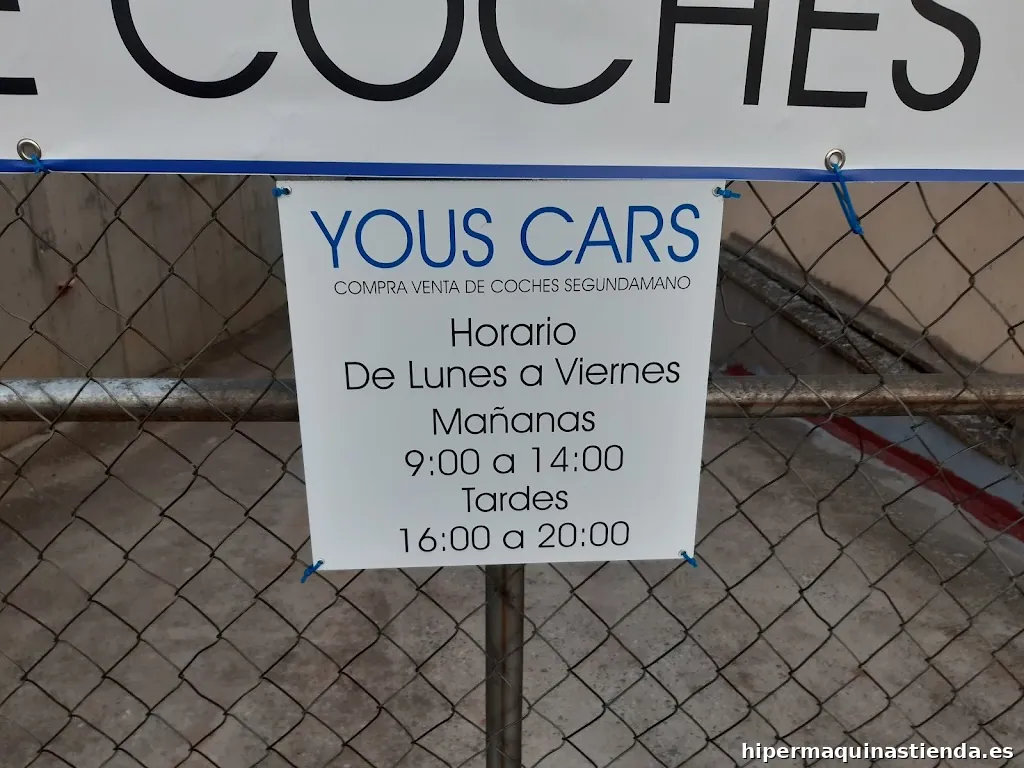 E COCHES
YOUS CARS
COMPRA VENTA DE COCHES SEGUNDAMANO
Horario
De Lunes a Viernes
Mañanas
9:00 a 14:00
Tardes
16:00 a 20:00
hipermaquinastienda.es